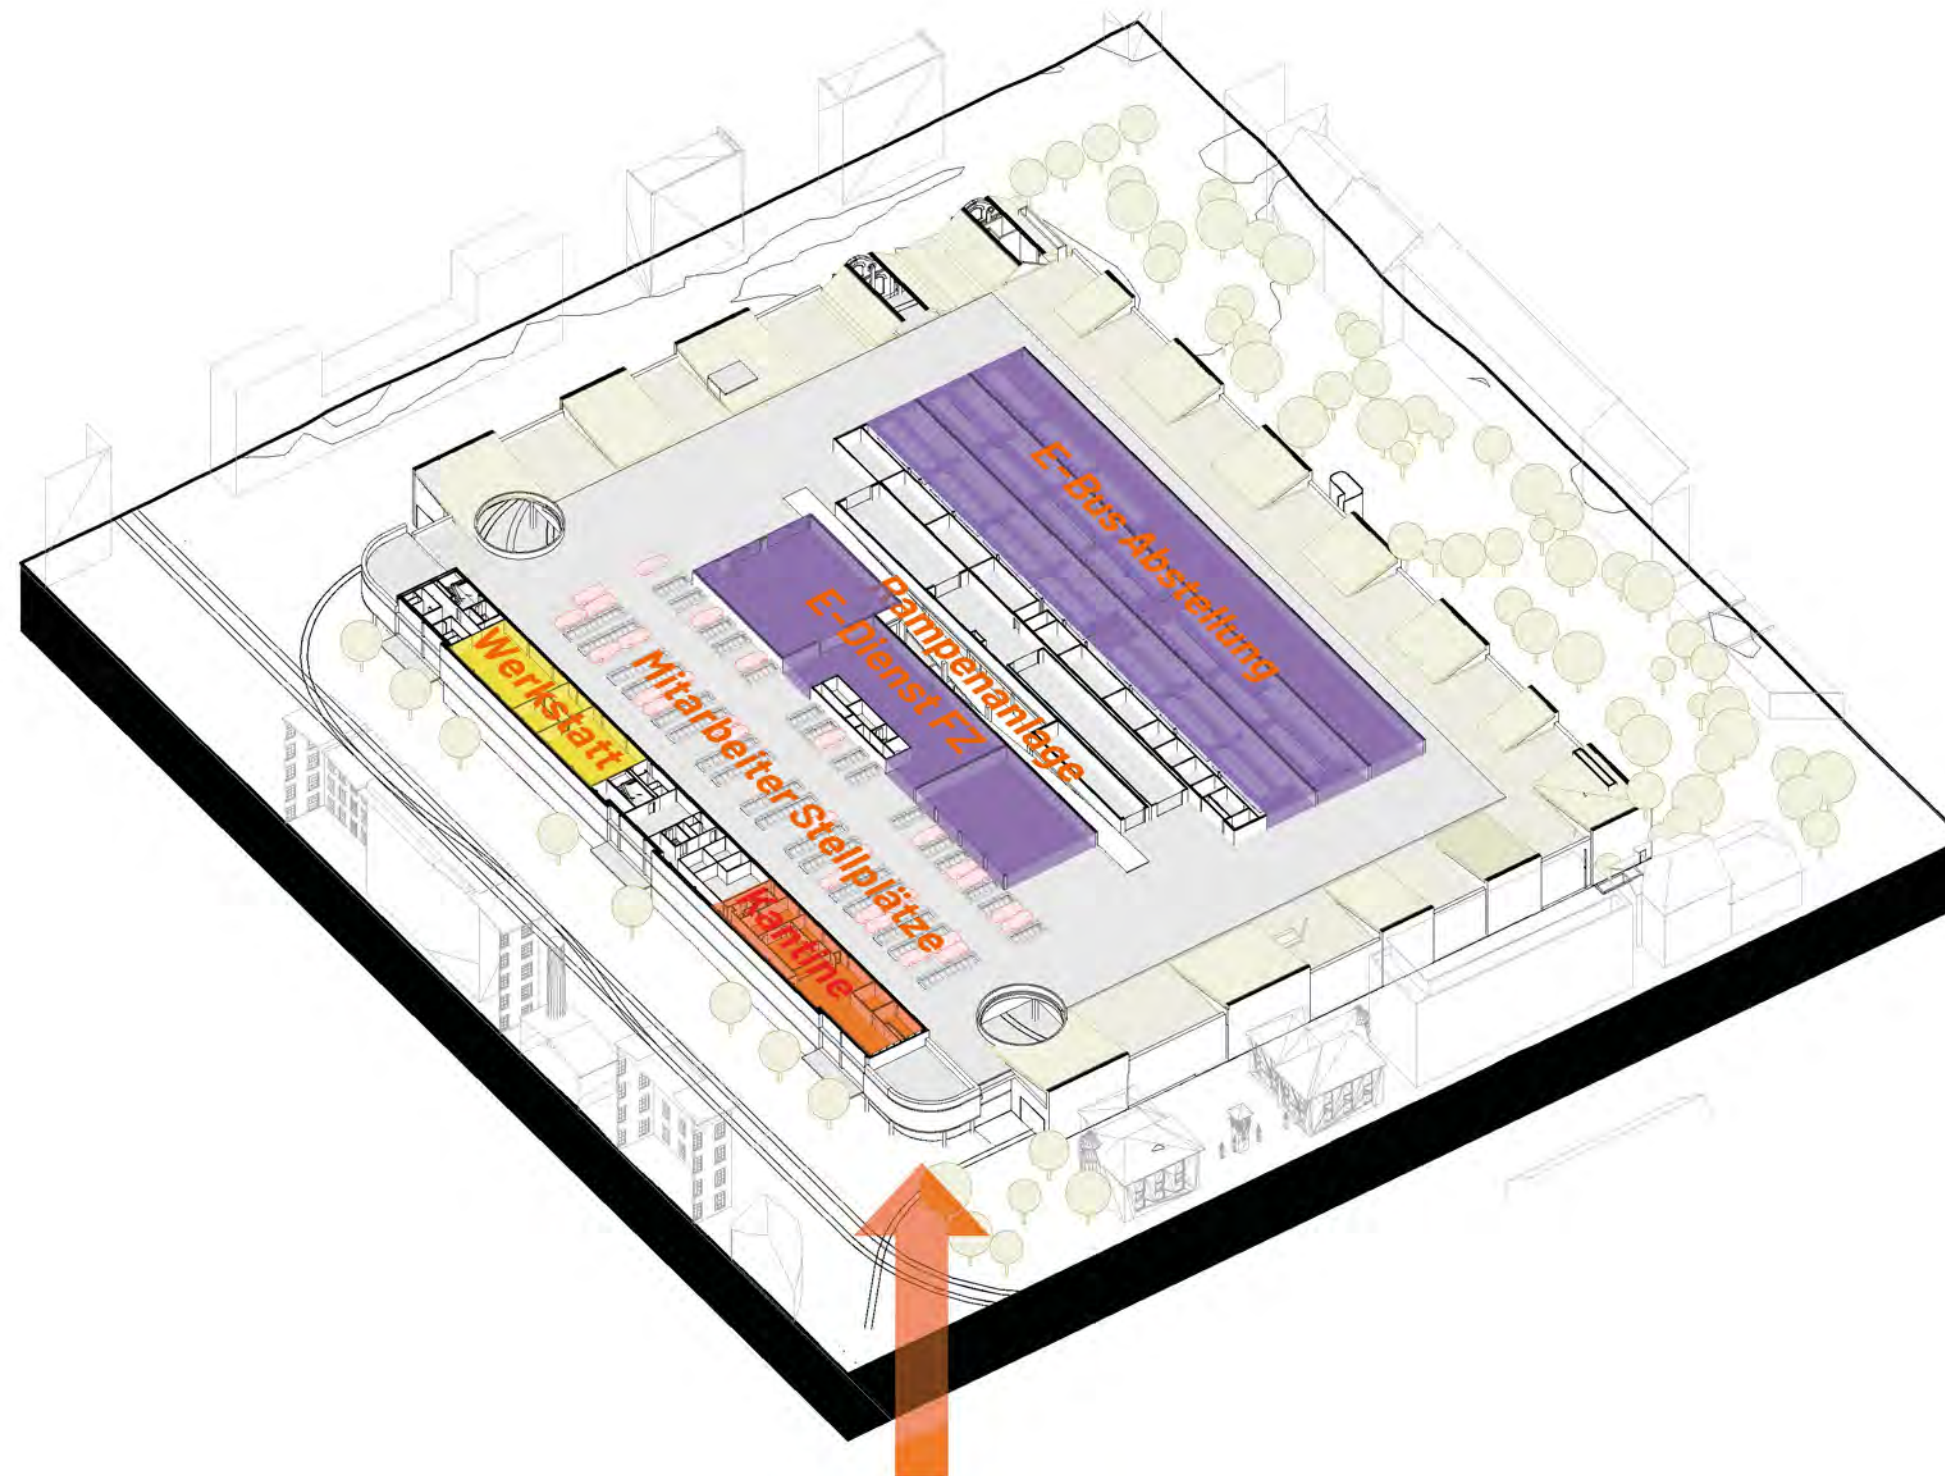 E-Bus Abstellung
Rampenanlage
E-Dienst FZ
Werkstatt
Mitarbeiter Stellplätze
Kantine